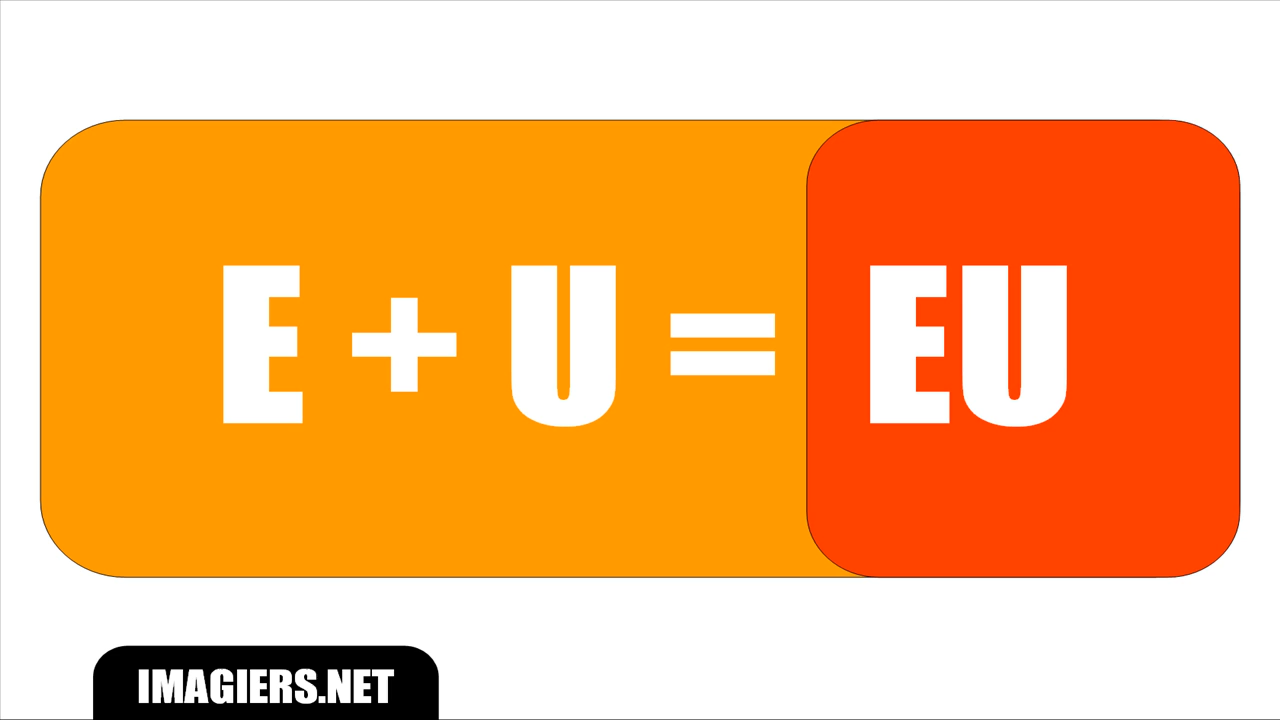 E + U = EU
IMAGIERS.NET